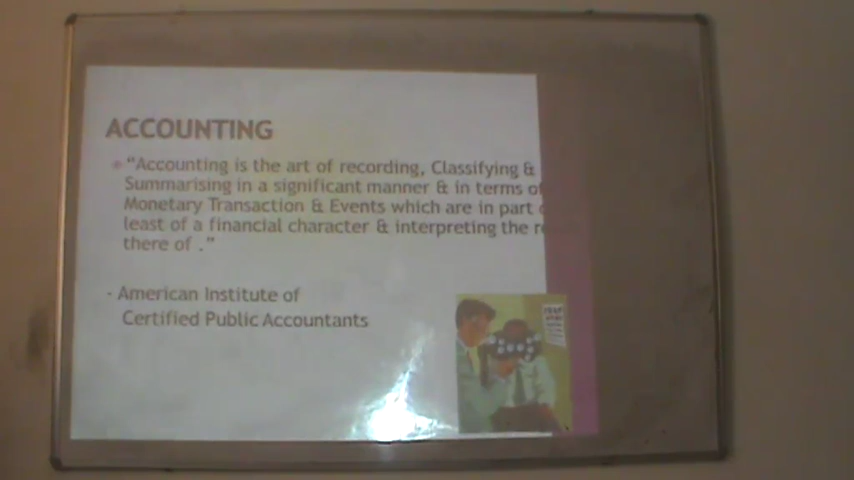 ACCOUNTING
"Accounting is the art of recording, Classifying &
Summarising in a significant manner & in terms of
Monetary Transaction & Events which are in part
least of a financial character & interpreting the
there of ."
- American Institute of
Certified Public Accountants